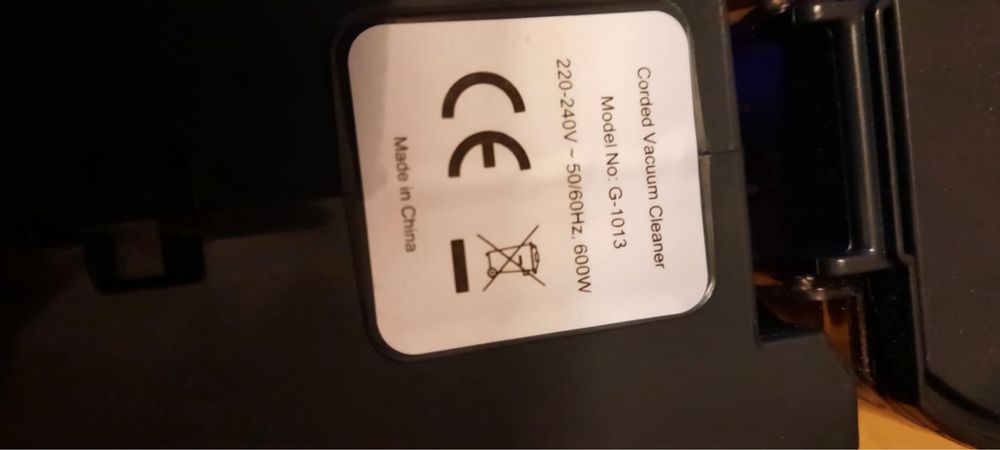 Corded Vacuum Cleaner
Model No: G-1013
220-240V ~ 50/60Hz, 600W
CE
Made in China